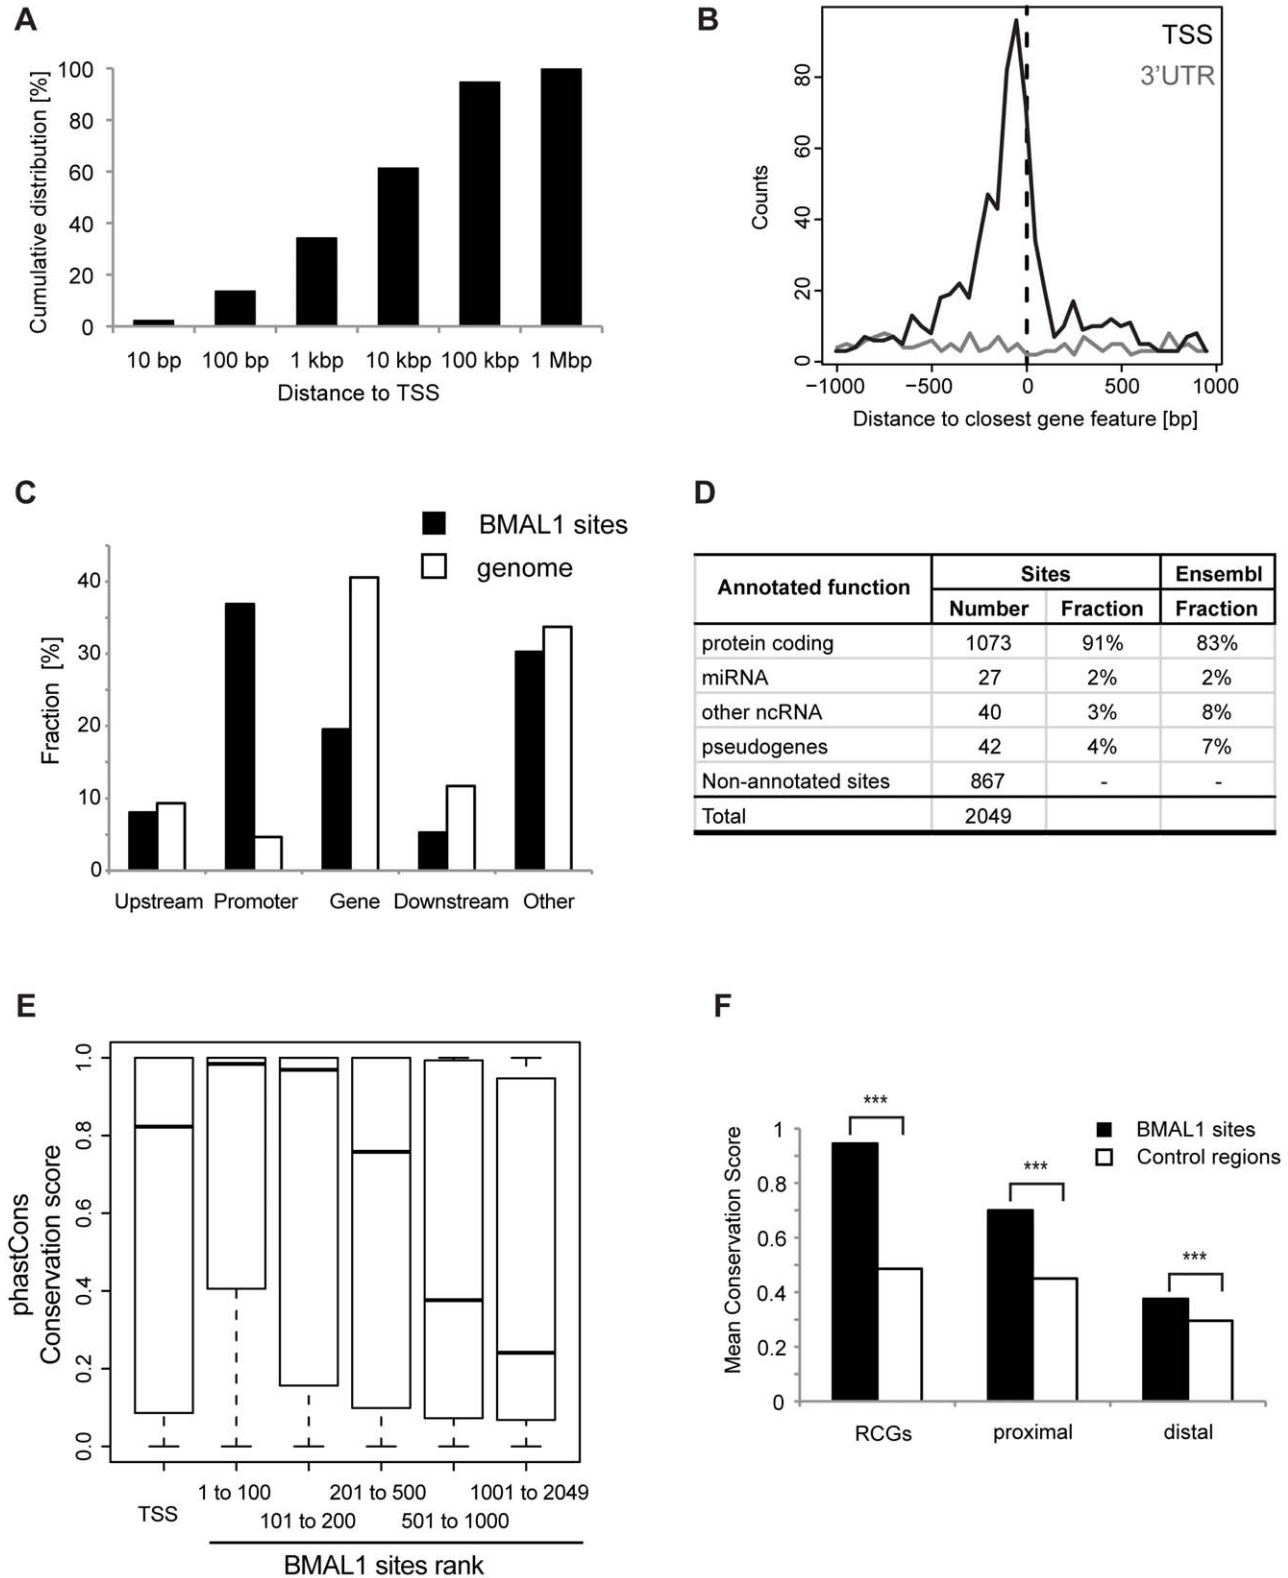 A
Cumulative distribution [%]
100
80
60
40
20
0
10 bp 100 bp 1 kbp 10 kbp 100 kbp 1 Mbp
Distance to TSS
B
TSS
3'UTR
Counts
80
60
40
20
0
−1000 −500 0 500 1000
Distance to closest gene feature [bp]
C
BMAL1 sites
genome
Fraction [%]
40
30
20
10
0
Upstream Promoter Gene Downstream Other
D
Annotated function Sites Ensembl
Number Fraction Fraction
protein coding 1073 91% 83%
miRNA 27 2% 2%
other ncRNA 40 3% 8%
pseudogenes 42 4% 7%
Non-annotated sites 867 - -
Total 2049
E
phastCons
Conservation score
1.0
0.8
0.6
0.4
0.2
0.0
TSS
1 to 100 201 to 500 1001 to 2049
101 to 200 501 to 1000
BMAL1 sites rank
F
Mean Conservation Score
1
0.8
0.6
0.4
0.2
0
*** *** ***
BMAL1 sites
Control regions
RCGs proximal distal